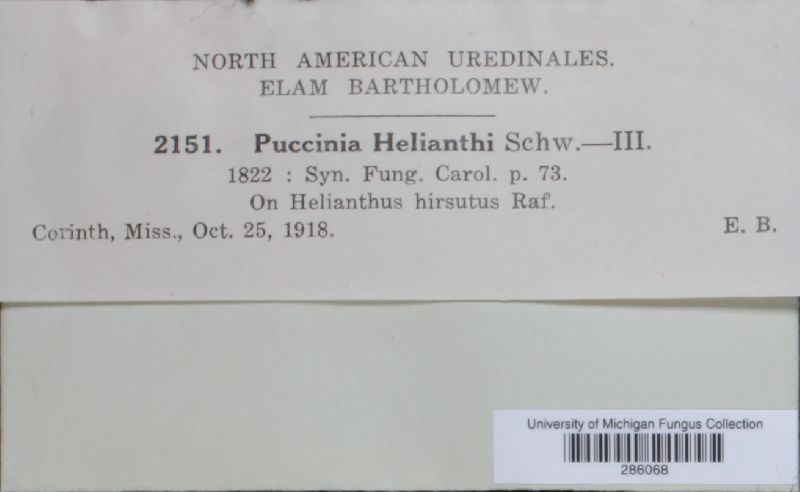 NORTH AMERICAN UREDINALES.
ELAM BARTHOLOMEW.
2151. Puccinia Helianthi Schw.—III.
1822 : Syn. Fung. Carol. p. 73.
On Helianthus hirsutus Raf.
Corinth, Miss., Oct. 25, 1918. E. B.
University of Michigan Fungus Collection
286068